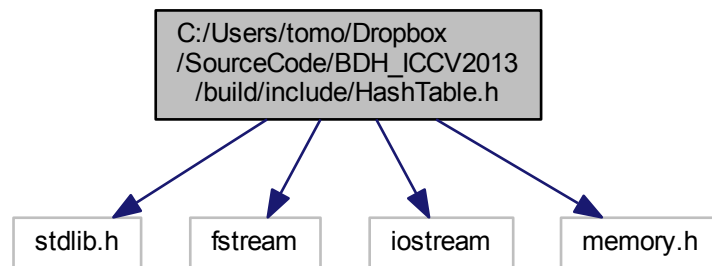 C:/Users/tomo/Dropbox
/SourceCode/BDH_ICCV2013
/build/include/HashTable.h
stdlib.h
fstream
iostream
memory.h